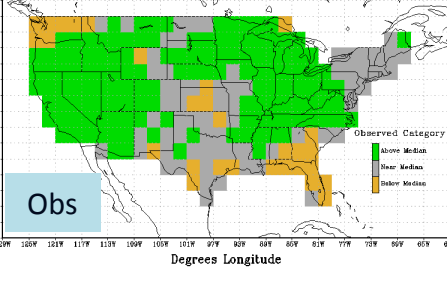 Observed Category
Above Median
Near Median
Below Median
Obs
125W 121W 117W 113W 109W 105W 101W 97W 93W 89W 85W 81W 77W 73W 69W 65W
Degrees Longitude